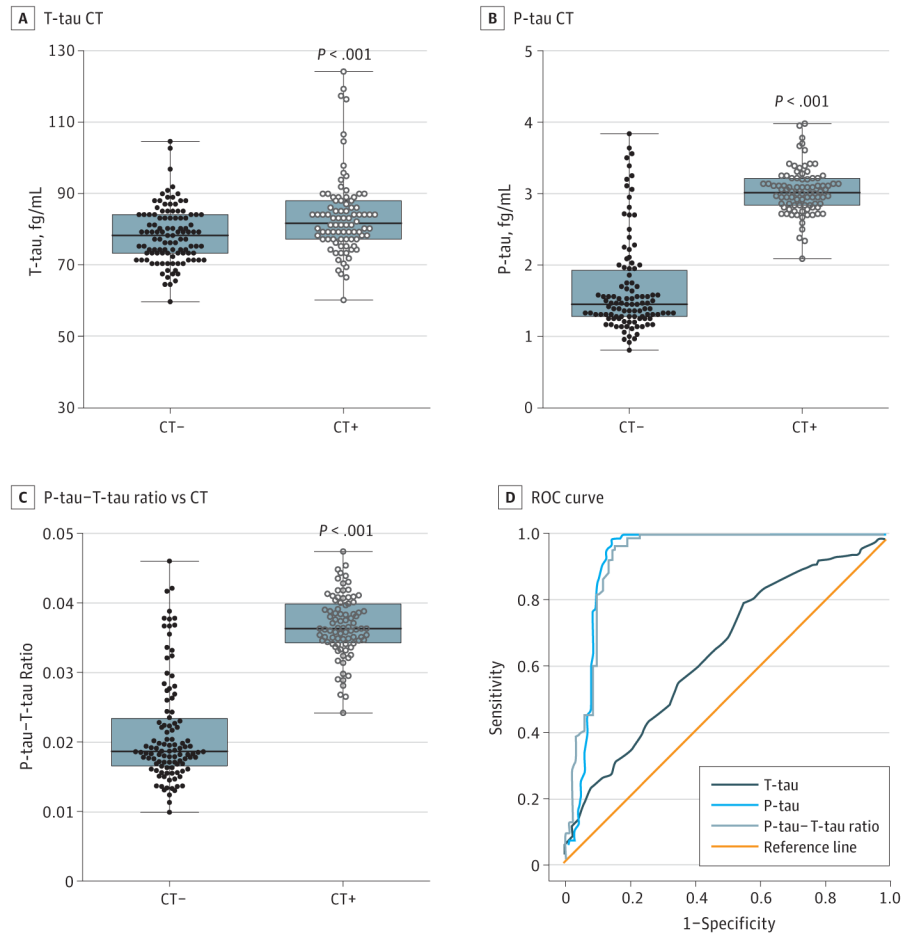 A T-tau CT
P < .001
130
110
90
70
50
30
T-tau, fg/mL
CT−
CT+
B P-tau CT
P < .001
5
4
3
2
1
0
P-tau, fg/mL
CT−
CT+
C P-tau−T-tau ratio vs CT
P < .001
0.05
0.04
0.03
0.02
0.01
0
P-tau−T-tau Ratio
CT−
CT+
D ROC curve
1.0
0.8
0.6
0.4
0.2
0
Sensitivity
T-tau
P-tau
P-tau−T-tau ratio
Reference line
0 0.2 0.4 0.6 0.8 1.0
1−Specificity